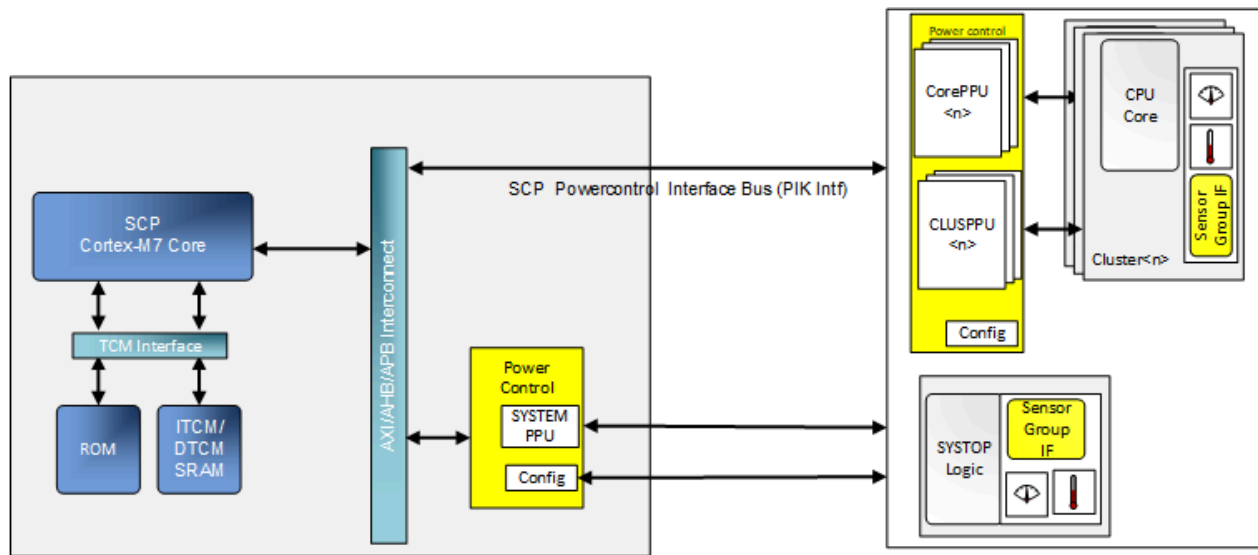 SCP
Cortex-M7 Core
TCM Interface
ROM
ITCM/
DTCM
SRAM
AXI/AHB/APB Interconnect
SCP Powercontrol Interface Bus (PIK Intf)
Power
Control
SYSTEM
PPU
Config
Power control
CorePPU
<n>
CLUSPPU
<n>
Config
CPU
Core
Sensor
Group IF
Cluster<n>
SYSTOP
Logic
Sensor
Group
IF